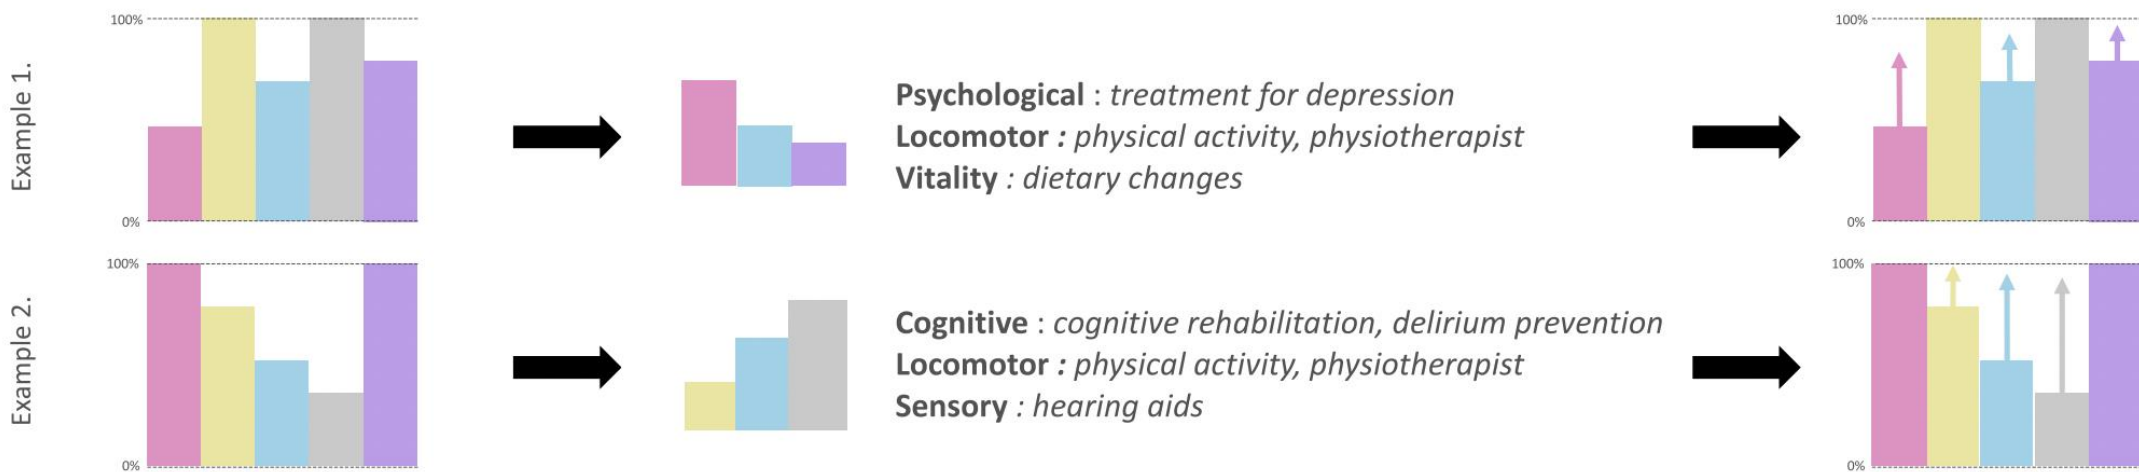 Example 1.
100%
0%
Psychological : treatment for depression
Locomotor : physical activity, physiotherapist
Vitality : dietary changes
100%
0%
Example 2.
100%
0%
Cognitive : cognitive rehabilitation, delirium prevention
Locomotor : physical activity, physiotherapist
Sensory : hearing aids
100%
0%